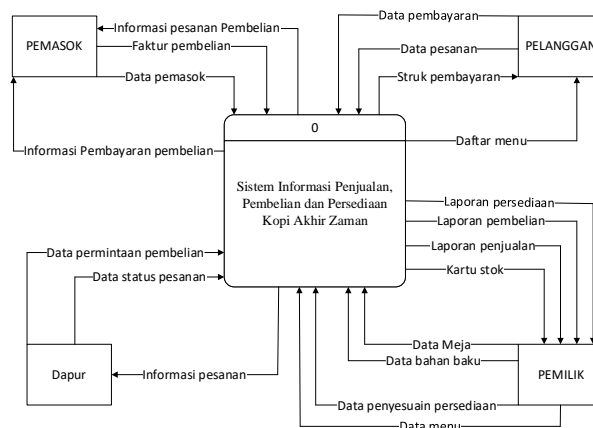 Data pembayaran
Informasi pesanan Pembelian
PEMASOK
Faktur pembelian
Data pesanan
PELANGGAN
Data pemasok
Struk pembayaran
0
Daftar menu
Informasi Pembayaran pembelian
Sistem Informasi Penjualan,
Pembelian dan Persediaan
Kopi Akhir Zaman
Laporan persediaan
Laporan pembelian
Laporan penjualan
Kartu stok
Data permintaan pembelian
Data status pesanan
Data Meja
Data bahan baku
Dapur
Informasi pesanan
PEMILIK
Data penyesuain persediaan
Data menu